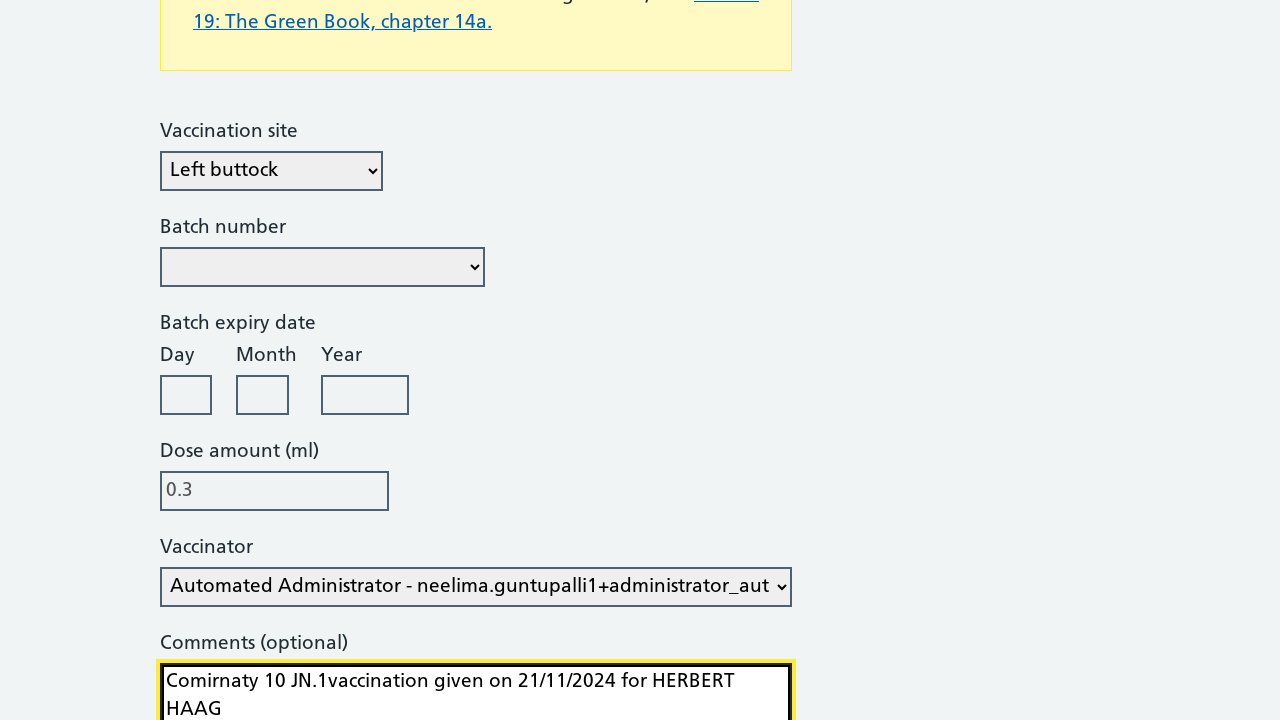 19: The Green Book, chapter 14a.
Vaccination site
Left buttock
Batch number
Batch expiry date
Day Month Year
Dose amount (ml)
0.3
Vaccinator
Automated Administrator - neelima.guntupalli1+administrator_aut
Comments (optional)
Comirnaty 10 JN.1vaccination given on 21/11/2024 for HERBERT
HAAG